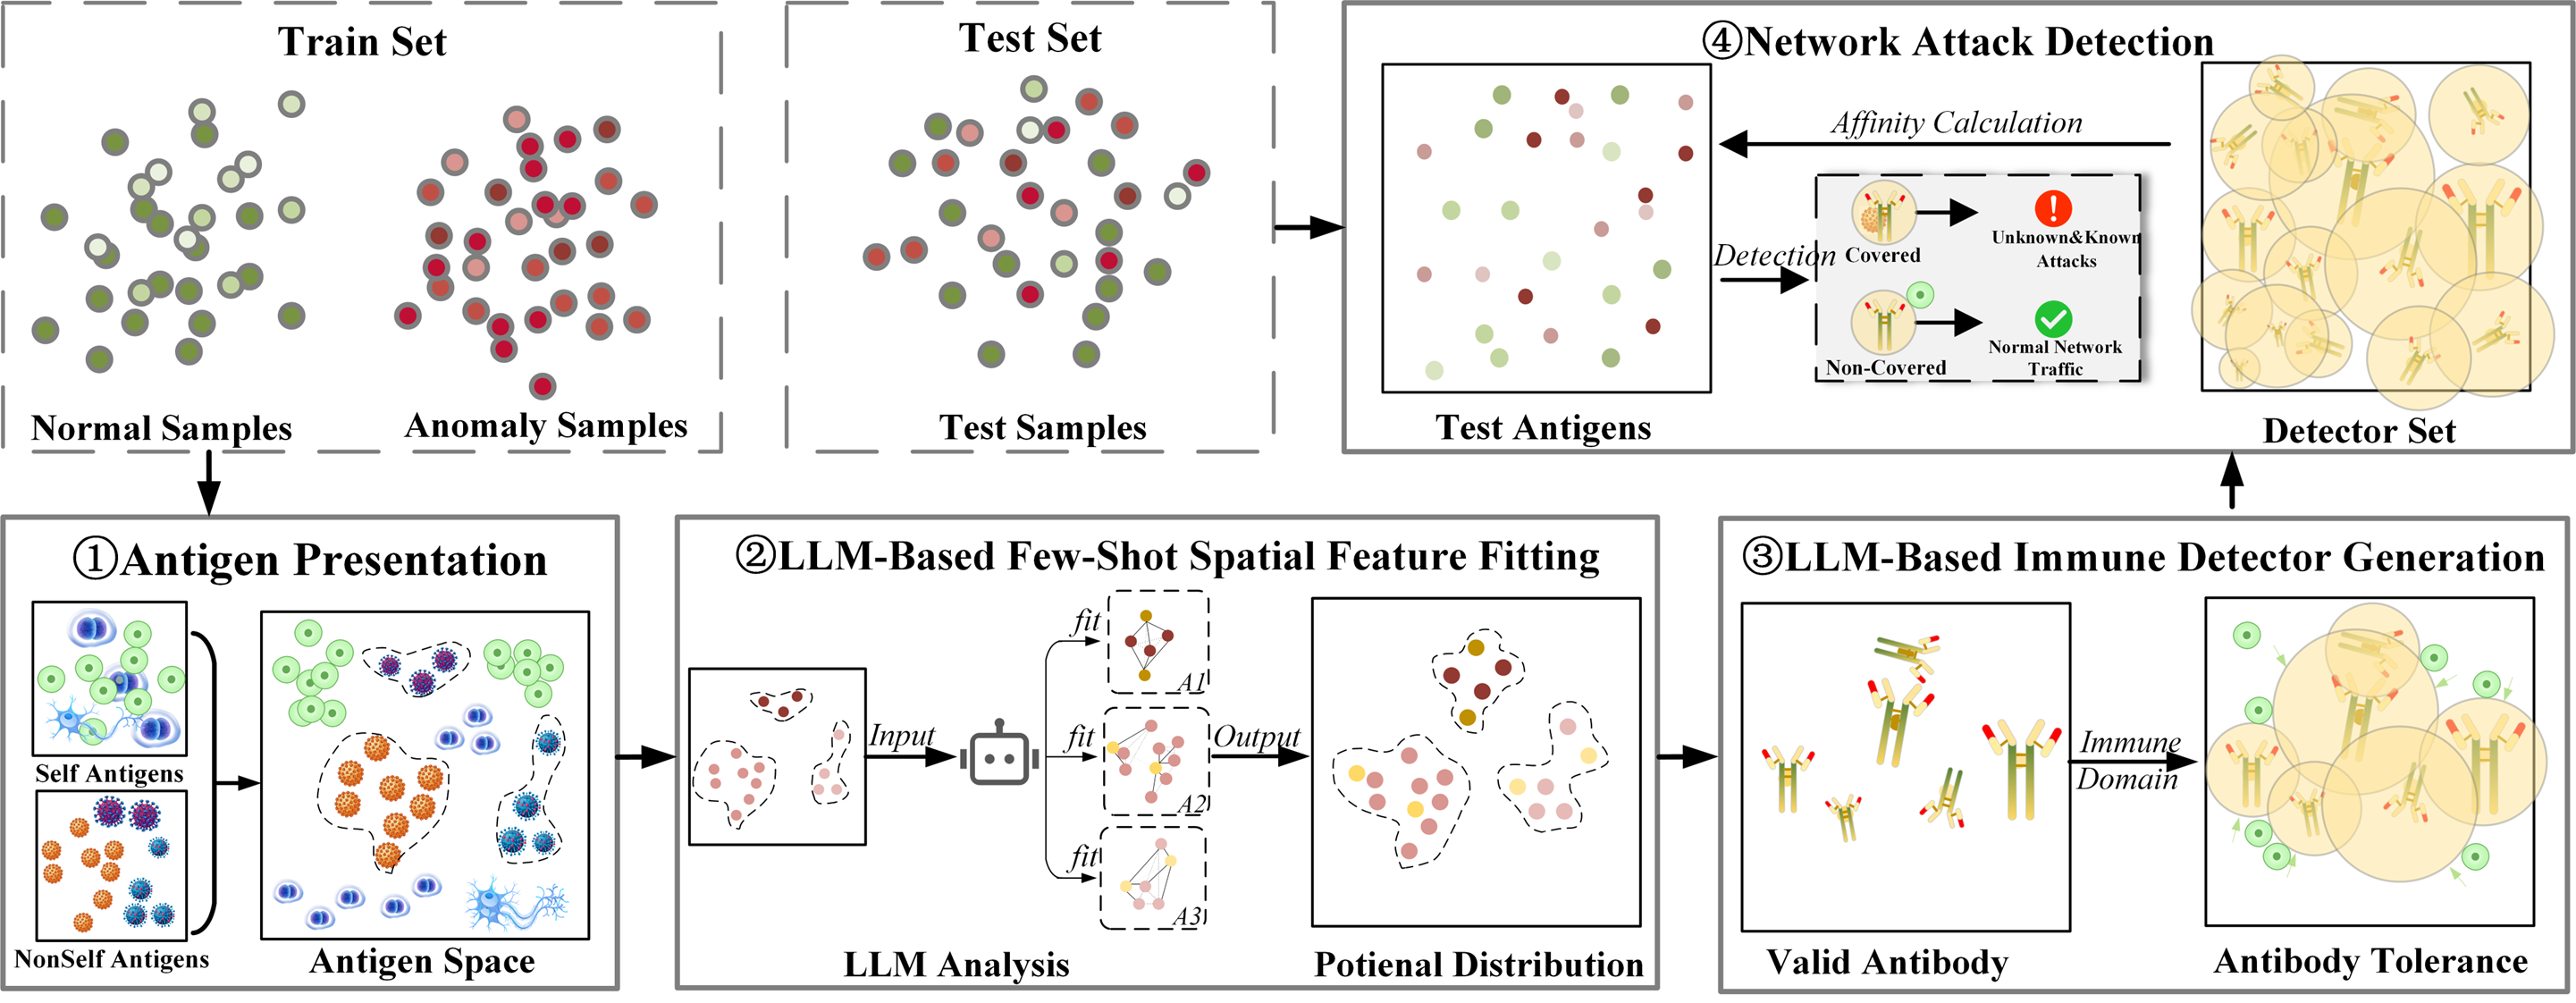 Train Set
Normal Samples
Anomaly Samples
Test Set
Test Samples
④Network Attack Detection
Affinity Calculation
Detection
Covered
Unknown&Known
Attacks
Non-Covered
Normal Network
Traffic
Test Antigens
Detector Set
①Antigen Presentation
Self Antigens
NonSelf Antigens
Antigen Space
②LLM-Based Few-Shot Spatial Feature Fitting
Input
fit
A1
fit
A2
fit
A3
Output
LLM Analysis
Potienal Distribution
③LLM-Based Immune Detector Generation
Immune
Domain
Valid Antibody
Antibody Tolerance